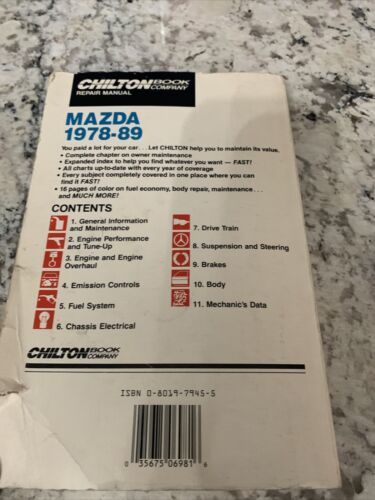 CHILTON BOOK COMPANY
REPAIR MANUAL
MAZDA
1978-89
You paid a lot for your car . . . Let CHILTON help you to maintain its value.
• Complete chapter on owner maintenance
• Expanded index to help you find whatever you want — FAST!
• All charts up-to-date with every year of coverage
• Every subject completely covered in one place where you can
find it FAST!
• 16 pages of color on fuel economy, body repair, maintenance . . .
and MUCH MORE!
CONTENTS
1. General Information
and Maintenance
2. Engine Performance
and Tune-Up
3. Engine and Engine
Overhaul
4. Emission Controls
5. Fuel System
6. Chassis Electrical
7. Drive Train
8. Suspension and Steering
9. Brakes
10. Body
11. Mechanic's Data
CHILTON BOOK COMPANY
ISBN 0-8019-7945-5
0 35675 06981 6